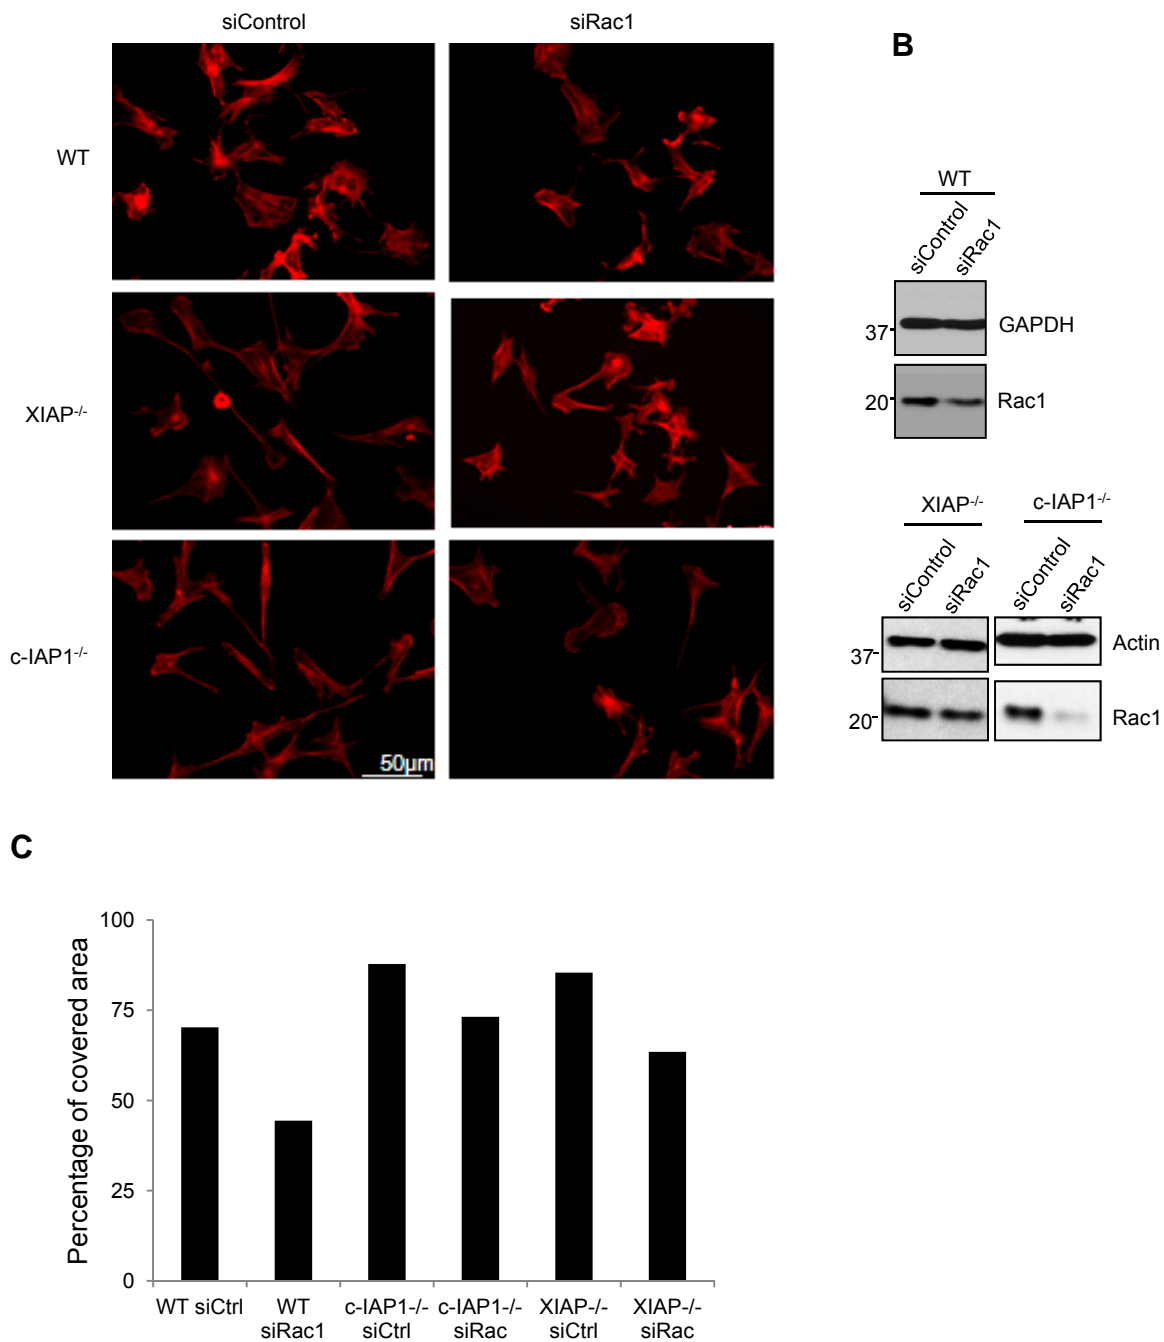 siControl
siRac1
WT
XIAP-/-
c-IAP1-/-
50μm
B
WT
siControl
siRac1
37
GAPDH
20
Rac1
XIAP-/-
c-IAP1-/-
siControl
siRac1
siControl
siRac1
37
Actin
20
Rac1
C
Percentage of covered area
100
75
50
25
0
WT siCtrl
WT
siRac1
c-IAP1-/-
siCtrl
c-IAP1-/-
siRac
XIAP-/-
siCtrl
XIAP-/-
siRac